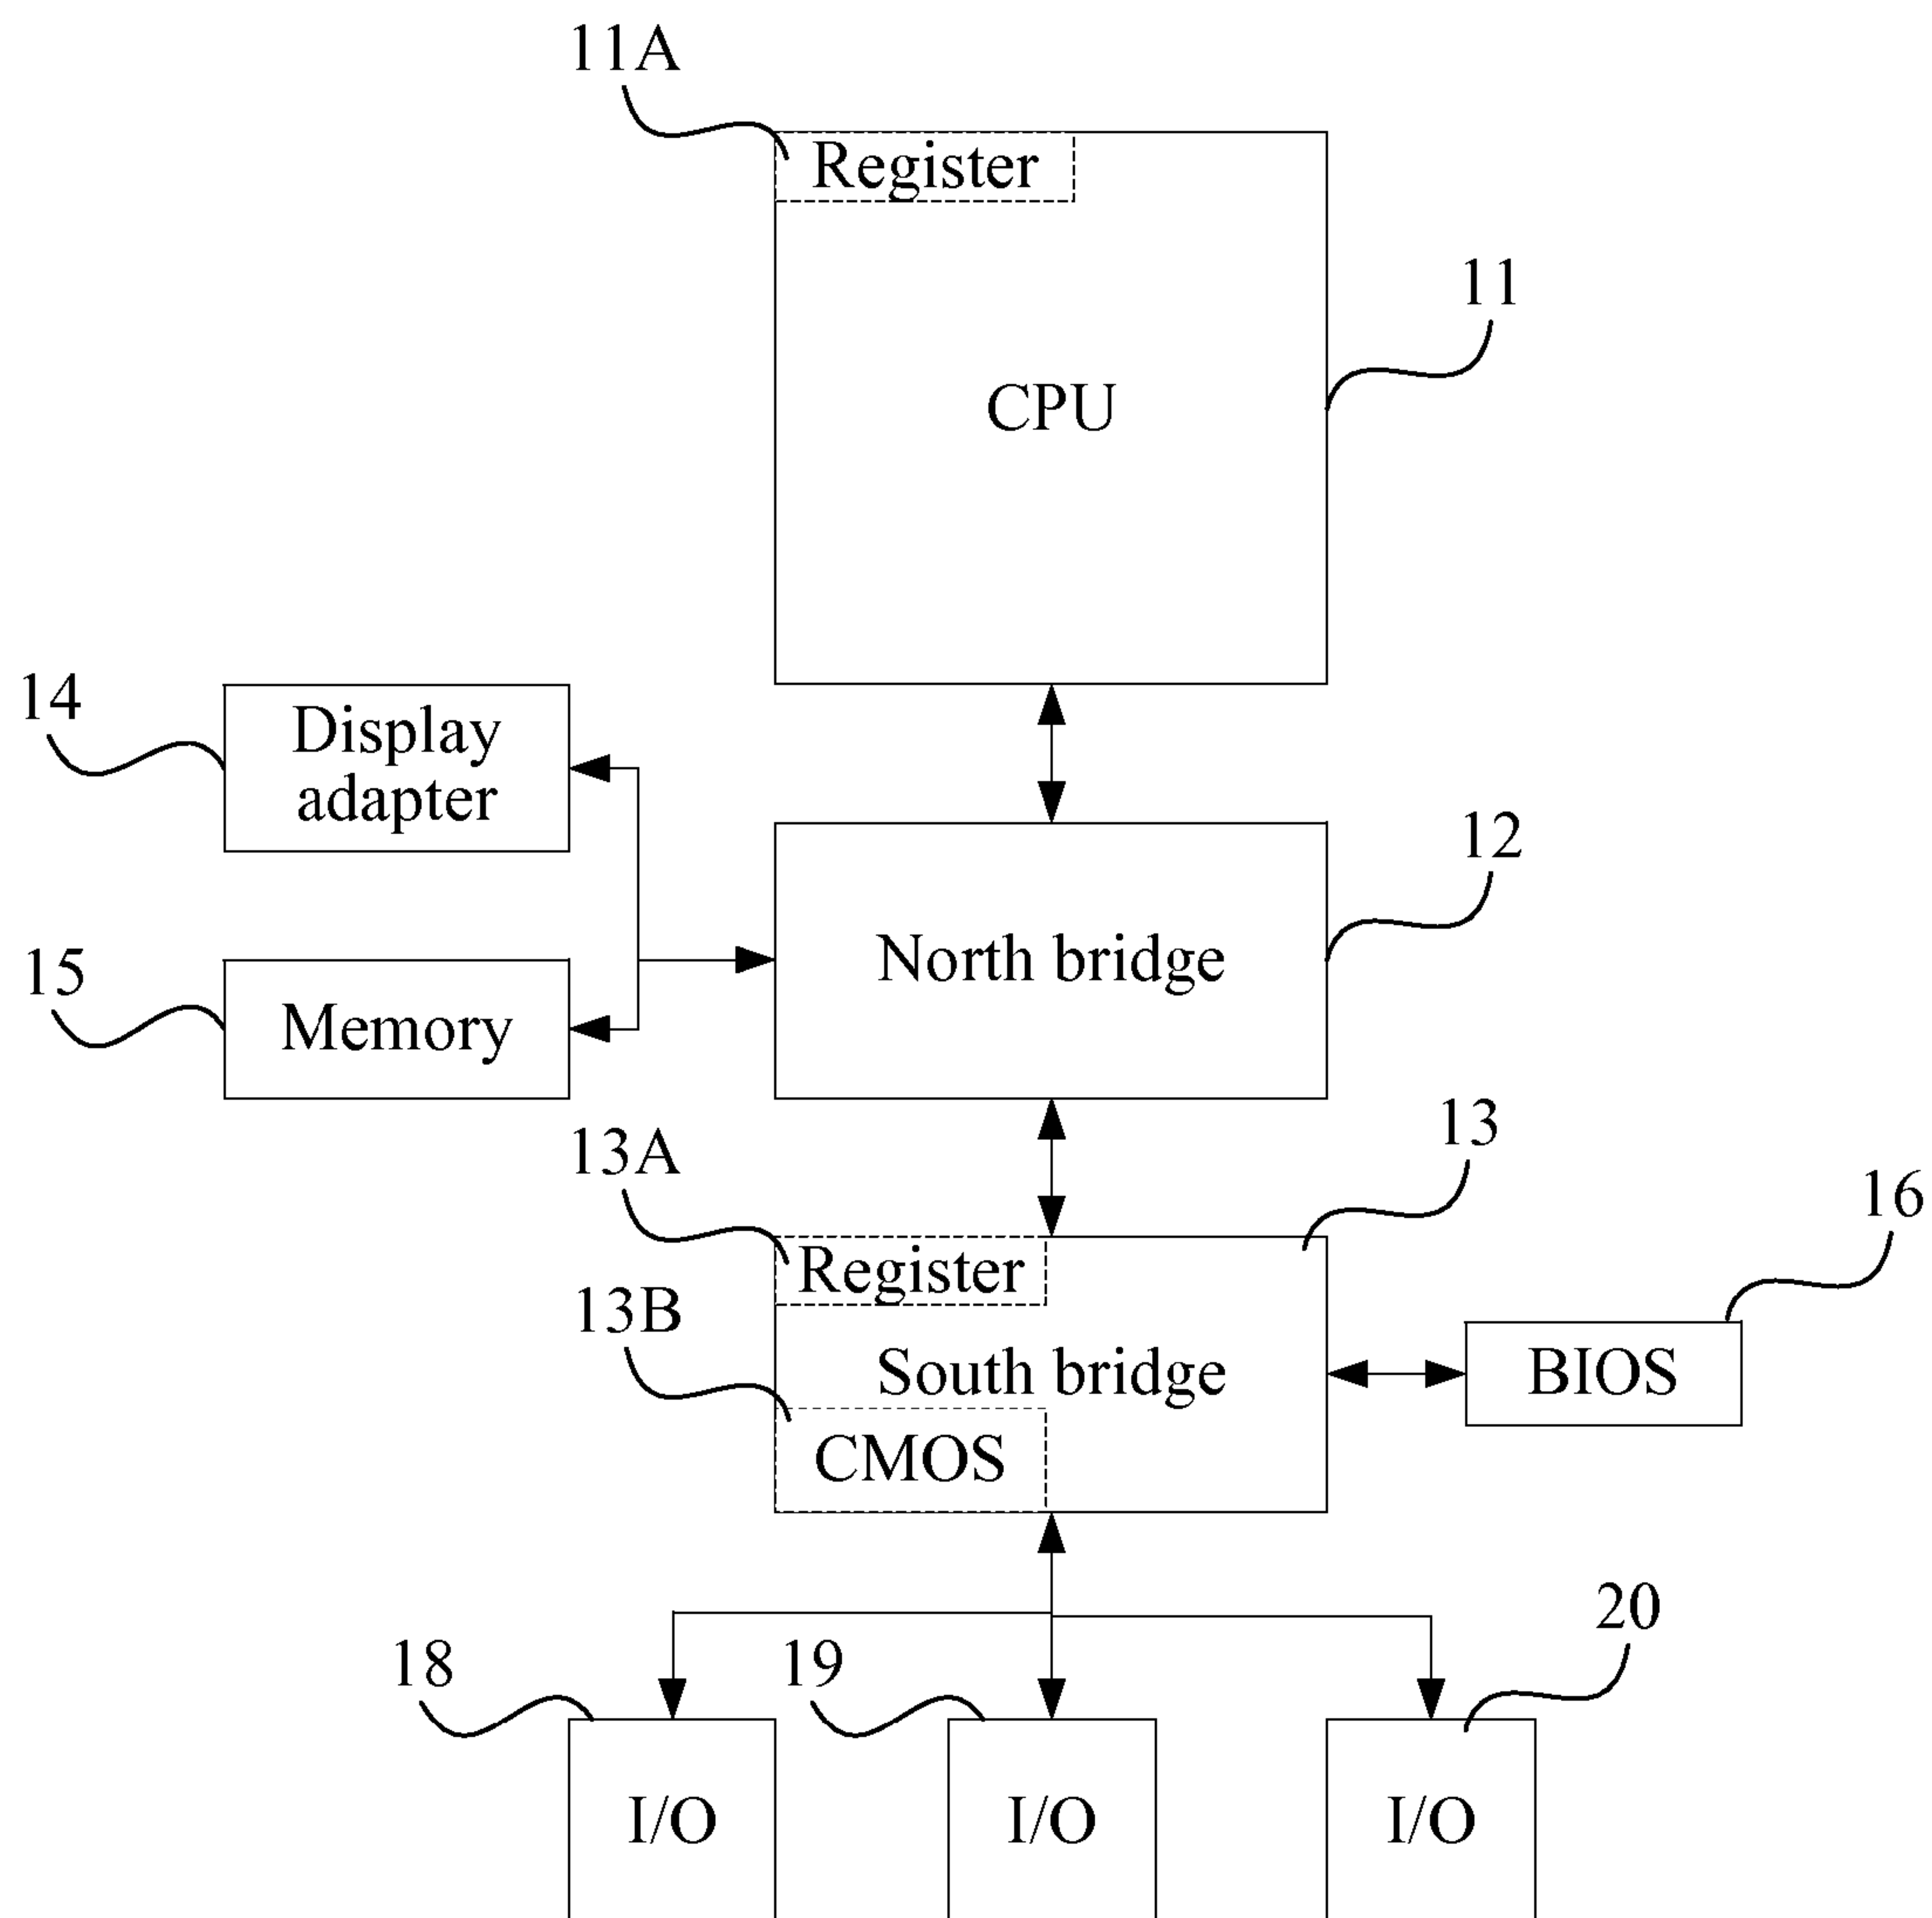 11A
Register
11
CPU
14
Display
adapter
12
North bridge
15
Memory
13
13A
16
Register
13B
South bridge
BIOS
CMOS
20
18
19
I/O
I/O
I/O